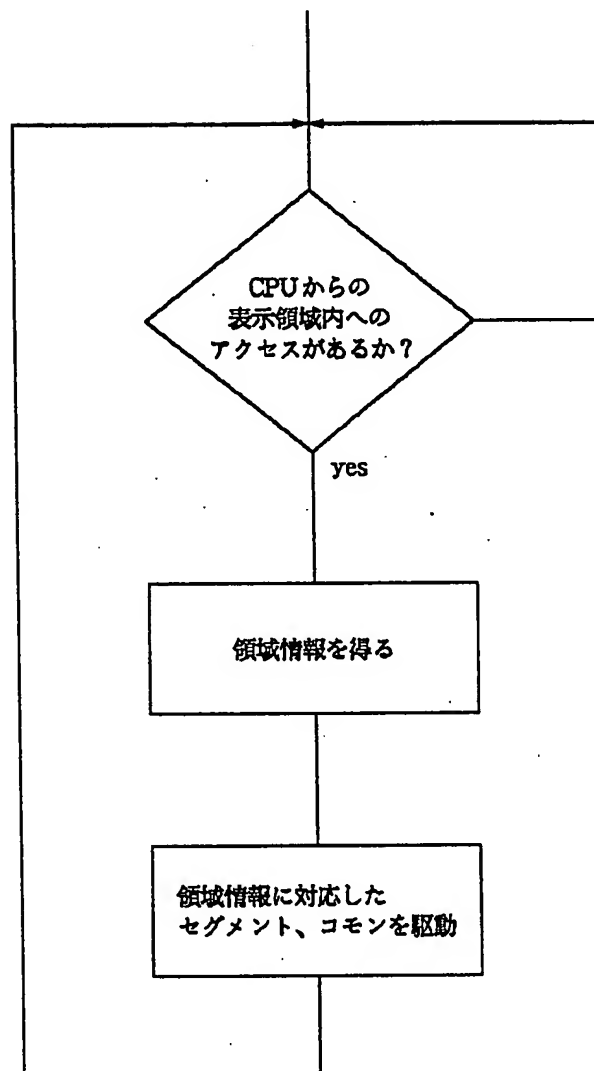 CPUからの
表示領域内への
アクセスがあるか？
yes
領域情報を得る
領域情報に対応した
セグメント、コモンを駆動